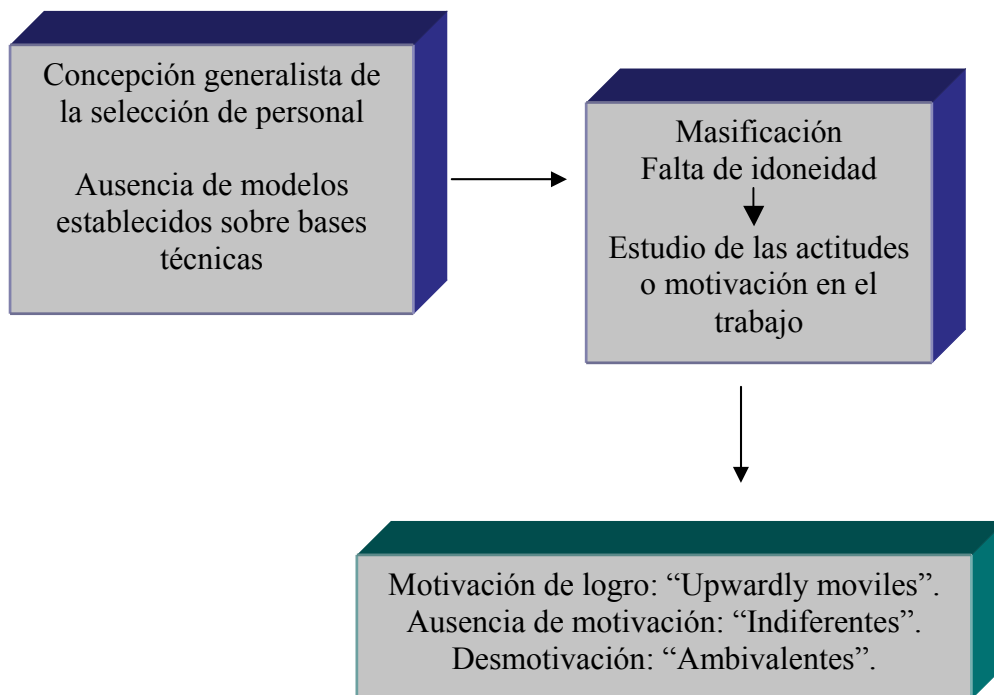 Concepción generalista de
la selección de personal
Ausencia de modelos
establecidos sobre bases
técnicas
Masificación
Falta de idoneidad
Estudio de las actitudes
o motivación en el
trabajo
Motivación de logro: “Upwardly moviles”.
Ausencia de motivación: “Indiferentes”.
Desmotivación: “Ambivalentes”.